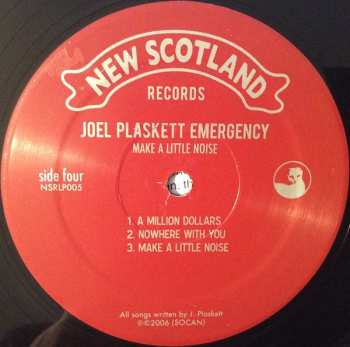 NEW SCOTLAND
RECORDS
JOEL PLASKETT EMERGENCY
MAKE A LITTLE NOISE
side four
NSRLP005
1. A MILLION DOLLARS
2. NOWHERE WITH YOU
3. MAKE A LITTLE NOISE
All songs written by J. Plaskett
℗©2006 (SOCAN)